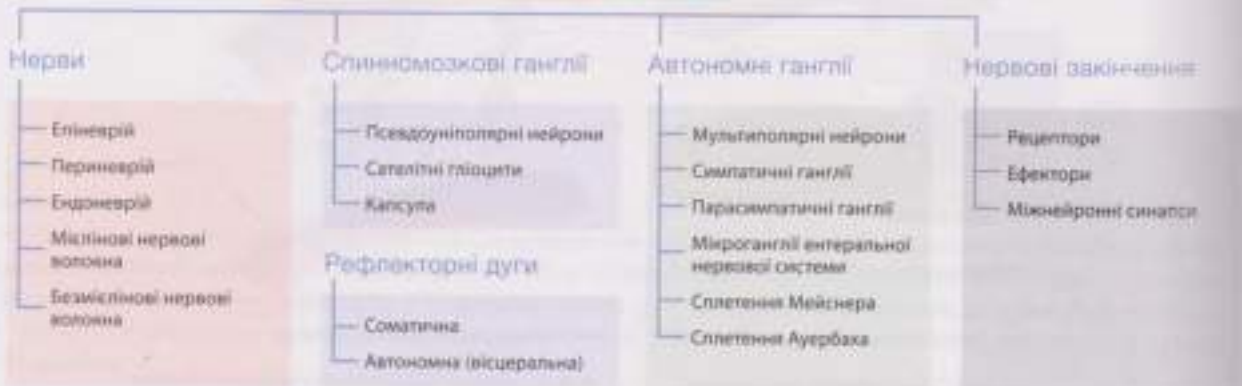 Нерви
Епіневрій
Периневрій
Ендоневрій
Мієлінові нервові
волокна
Безмієлінові нервові
волокна
Спинномозкові ганглії
Псевдоуніполярні нейрони
Сателітні гліоцити
Капсула
Рефлекторні дуги
Соматична
Автономна (вісцеральна)
Автономні ганглії
Мультиполярні нейрони
Симпатичні ганглії
Парасимпатичні ганглії
Мікроганглії ентеральної
нервової системи
Сплетення Мейснера
Сплетення Ауербаха
Нервові закінчення
Рецептори
Ефектори
Міжнейронні синапси